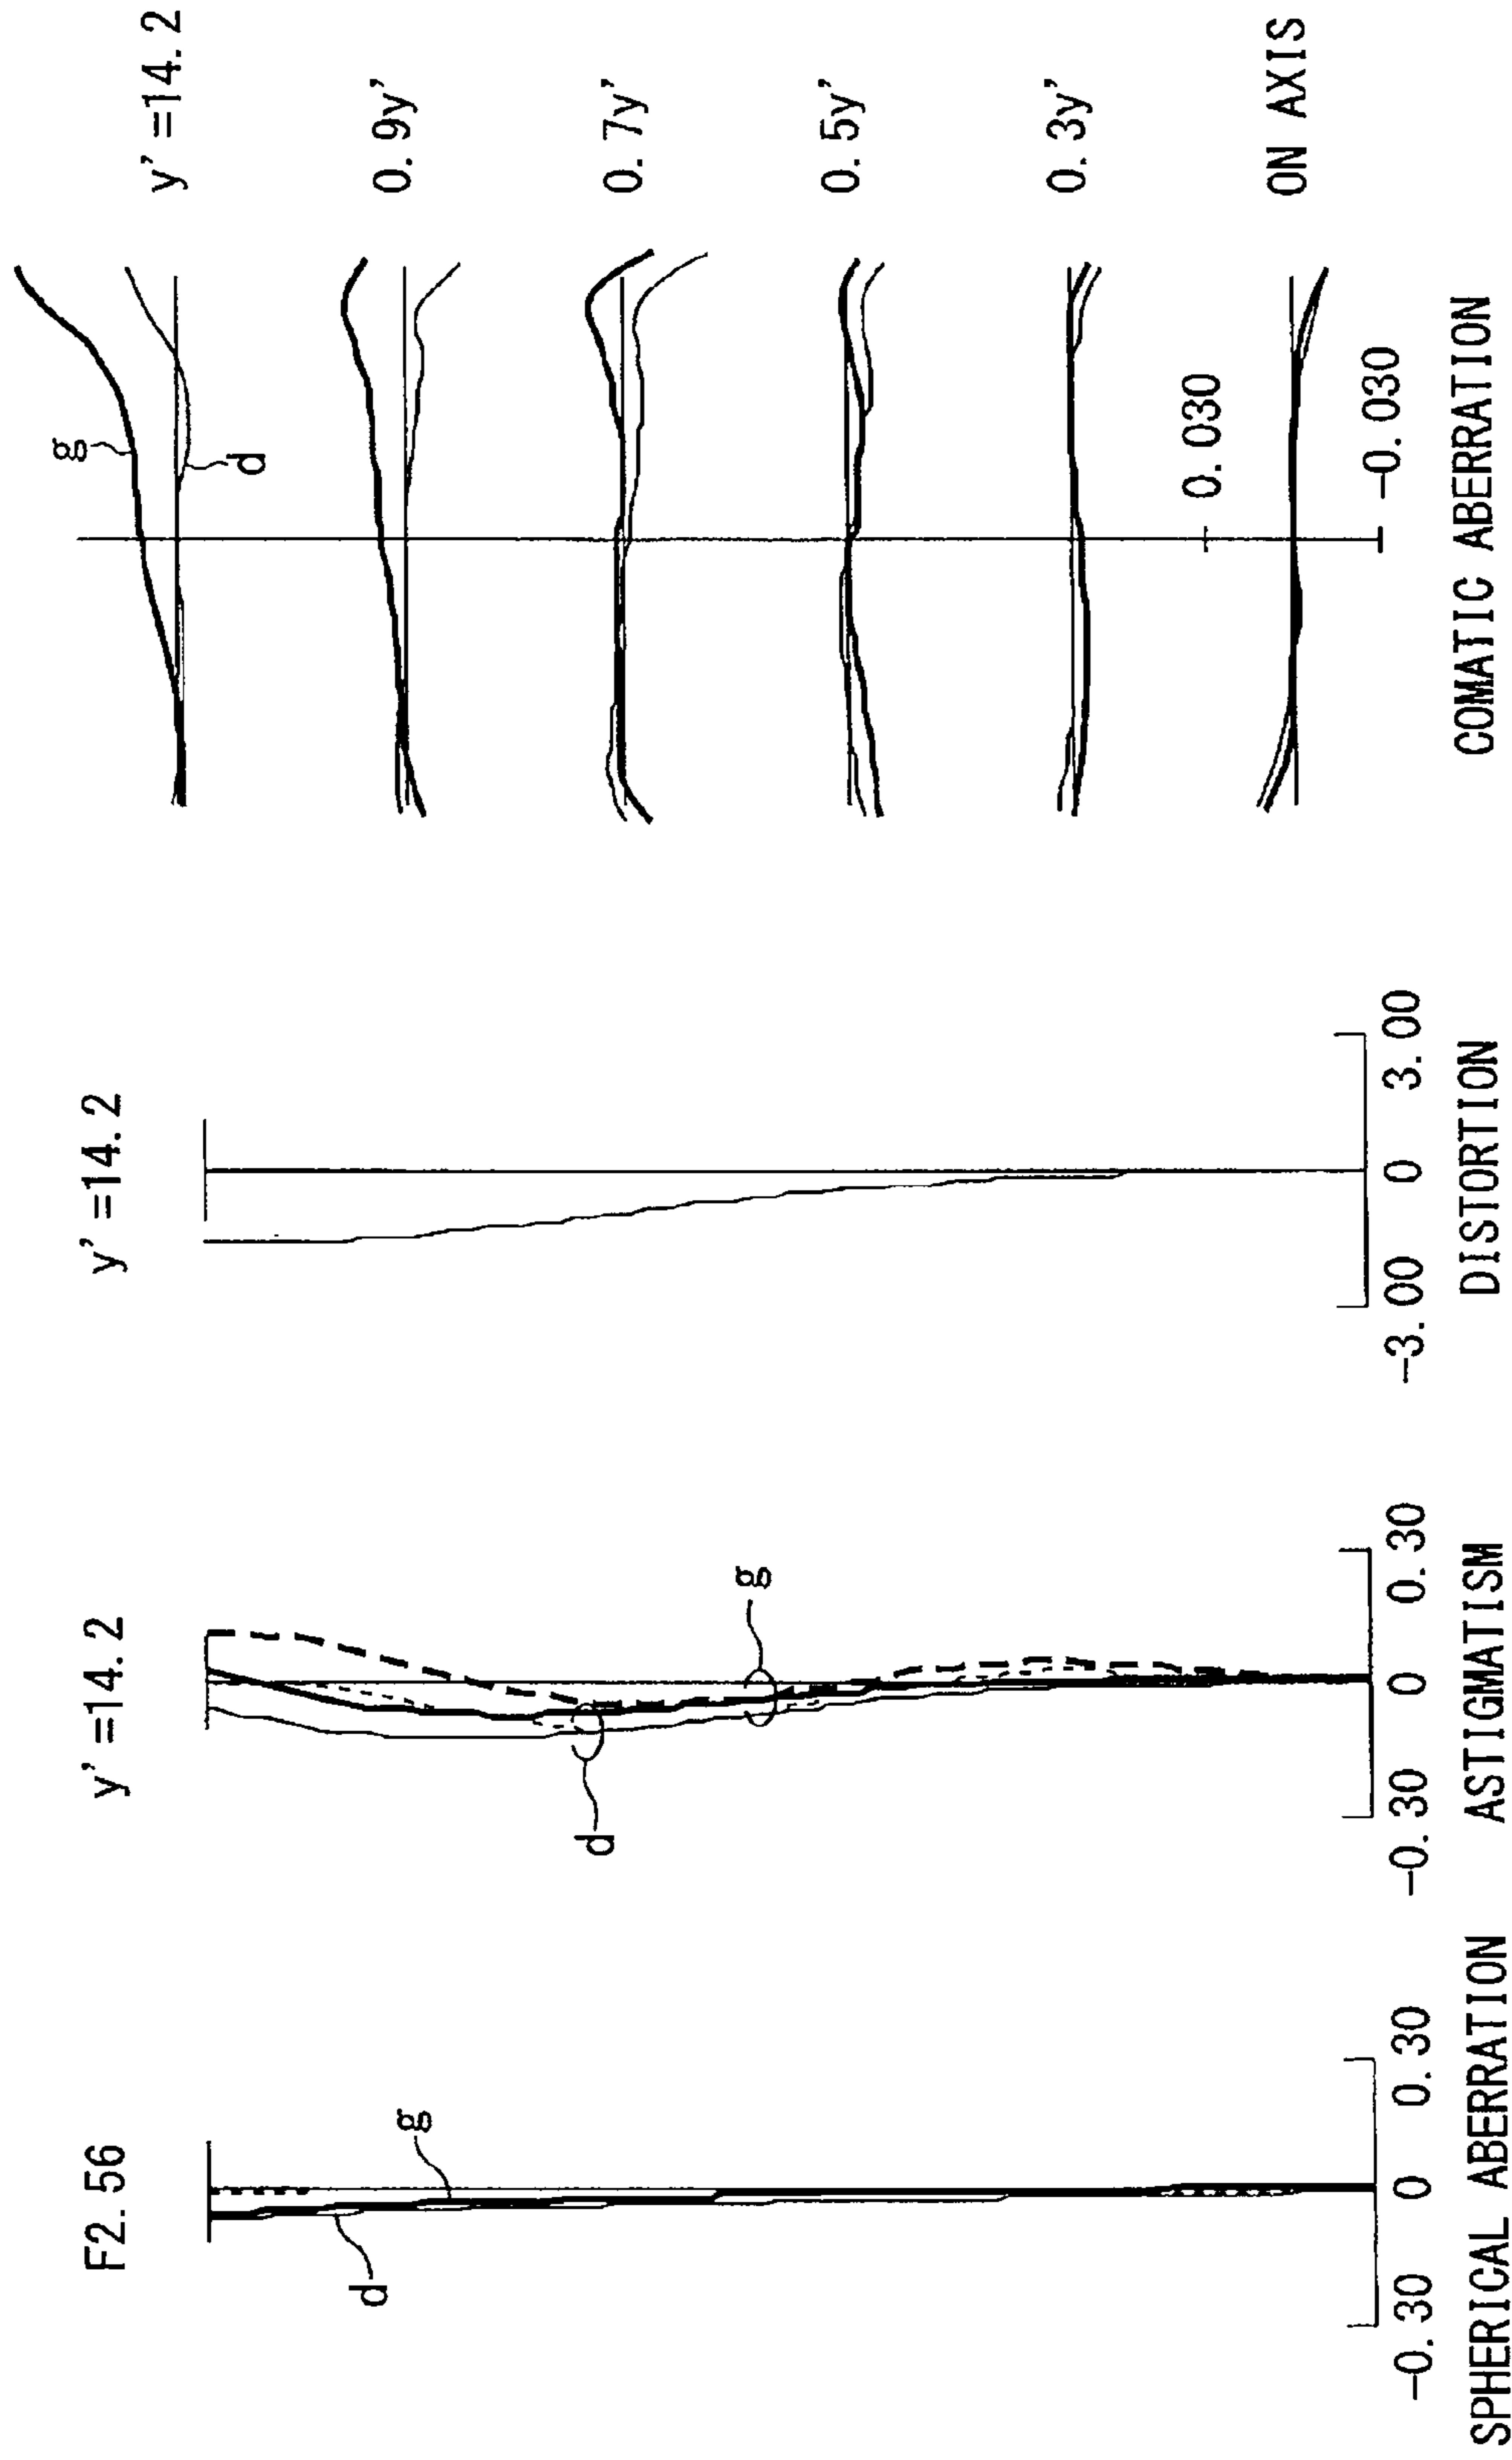 F2. 56
d
g
-0. 30 0 0. 30
SPHERICAL ABERRATION
y' =14. 2
d
g
-0. 30 0 0. 30
ASTIGMATISM
y' =14. 2
-3. 00 0 3. 00
DISTORTION
g
d
y' =14. 2
0. 9y'
0. 7y'
0. 5y'
0. 3y'
0. 030
ON AXIS
-0. 030
COMATIC ABERRATION